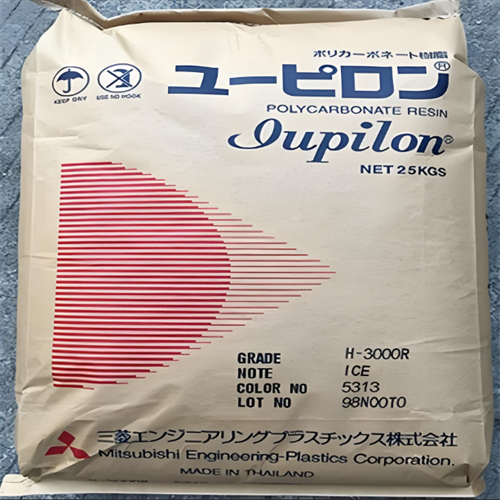 ポリカーボネート樹脂
ユーピロン®
KEEP DRY
USE NO HOOK
POLYCARBONATE RESIN
Iupilon®
NET 25KGS
GRADE H-3000R
NOTE ICE
COLOR NO 5313
LOT NO 98N00T0
三菱エンジニアリングプラスチックス株式会社
Mitsubishi Engineering-Plastics Corporation.
MADE IN THAILAND